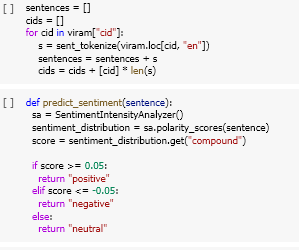 [ ] sentences = []
cids = []
for cid in viram["cid"]:
    s = sent_tokenize(viram.loc[cid, "en"])
    sentences = sentences + s
    cids = cids + [cid] * len(s)
[ ] def predict_sentiment(sentence):
    sa = SentimentIntensityAnalyzer()
    sentiment_distribution = sa.polarity_scores(sentence)
    score = sentiment_distribution.get("compound")
    if score >= 0.05:
      return "positive"
    elif score <= -0.05:
      return "negative"
    else:
      return "neutral"